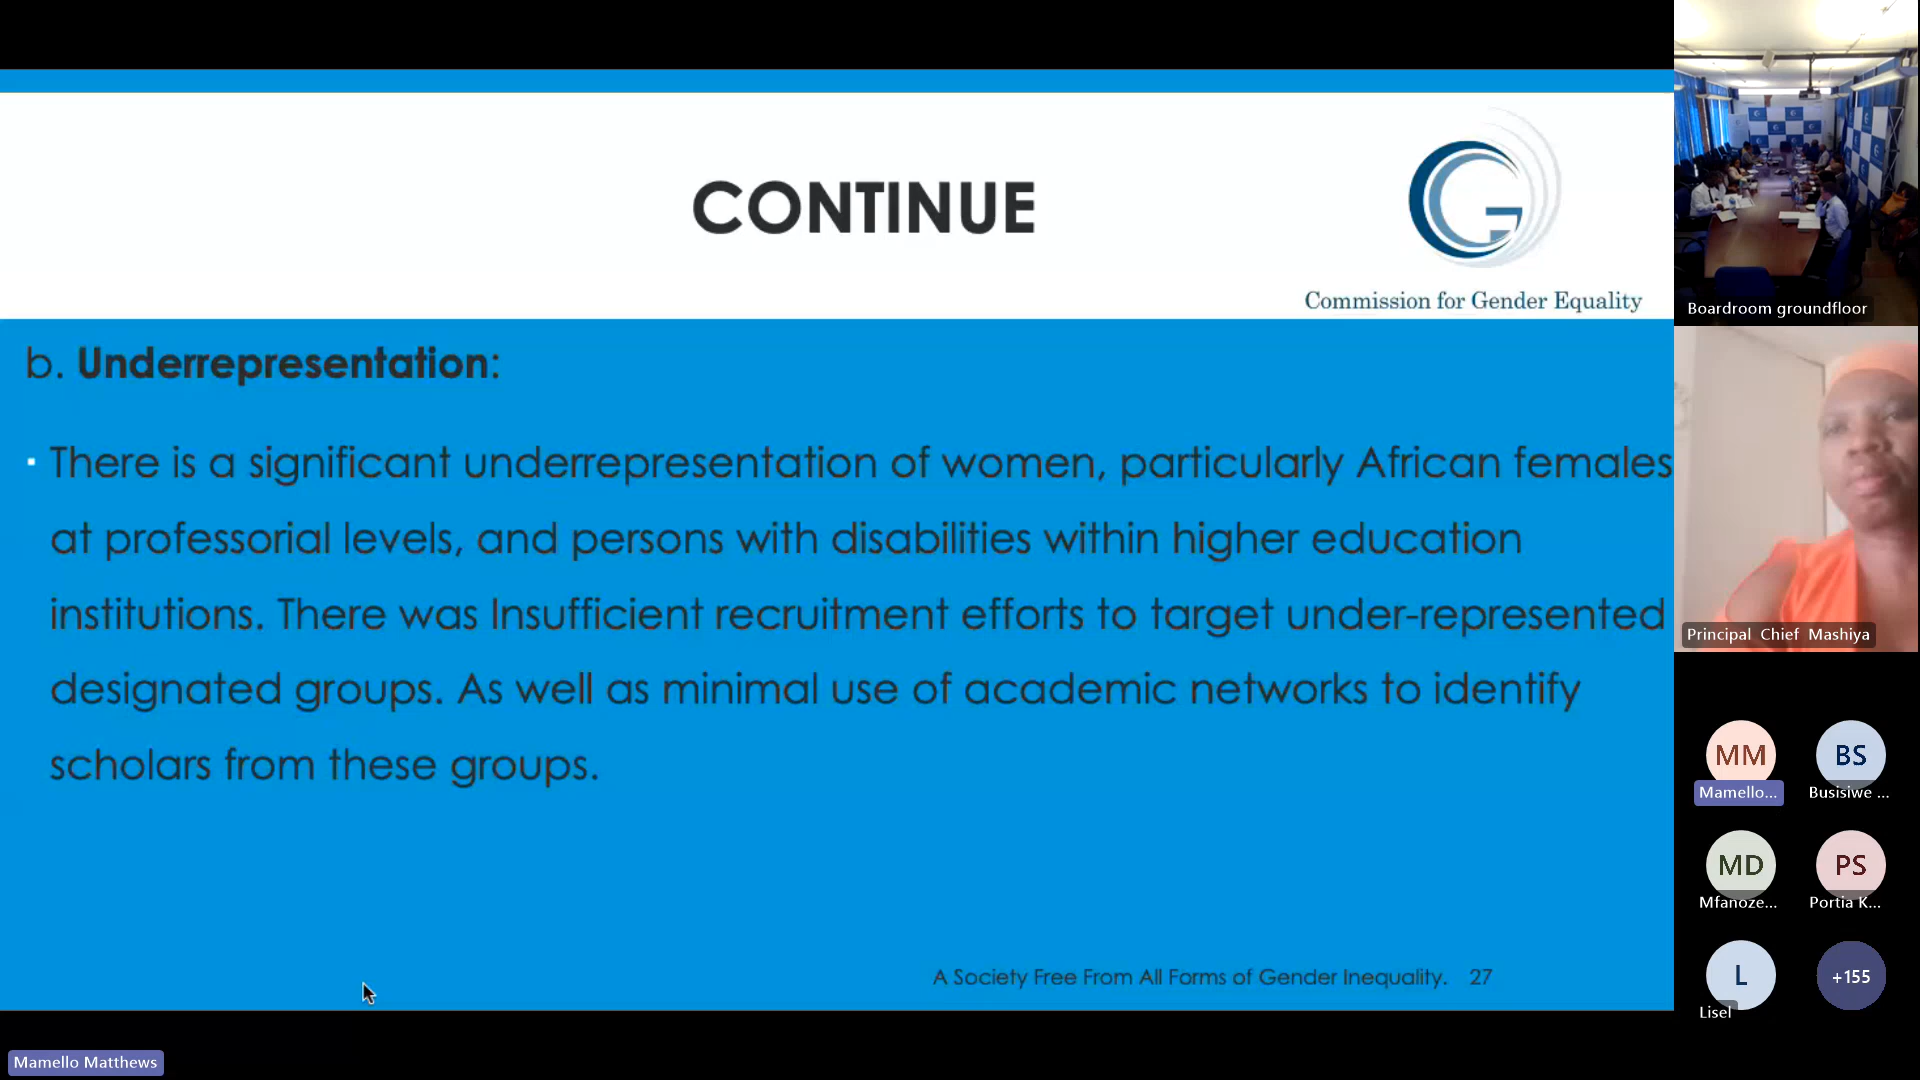 CONTINUE
Commission for Gender Equality
b. Underrepresentation:
▪ There is a significant underrepresentation of women, particularly African females
at professorial levels, and persons with disabilities within higher education
institutions. There was Insufficient recruitment efforts to target under-represented
designated groups. As well as minimal use of academic networks to identify
scholars from these groups.
A Society Free From All Forms of Gender Inequality. 27
Mamello Matthews
Boardroom groundfloor
Principal Chief Mashiya
MM
Mamello...
BS
Busisiwe ...
MD
Mfanoze...
PS
Portia K...
L
Lisel
+155